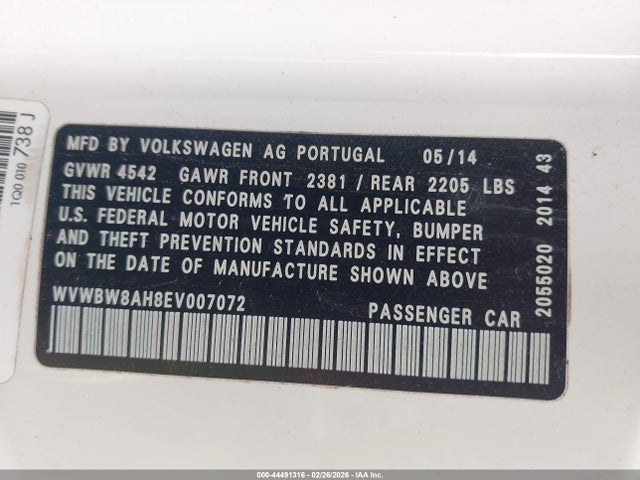 MFD BY VOLKSWAGEN AG PORTUGAL 05/14
GVWR 4542 GAWR FRONT 2381 / REAR 2205 LBS
THIS VEHICLE CONFORMS TO ALL APPLICABLE
U.S. FEDERAL MOTOR VEHICLE SAFETY, BUMPER
AND THEFT PREVENTION STANDARDS IN EFFECT
ON THE DATE OF MANUFACTURE SHOWN ABOVE
WVWBW8AH8EV007072 PASSENGER CAR
2055020 2014 43
1Q0 010 738 J
000-44491316 - 02/26/2026 - IAAI.COM